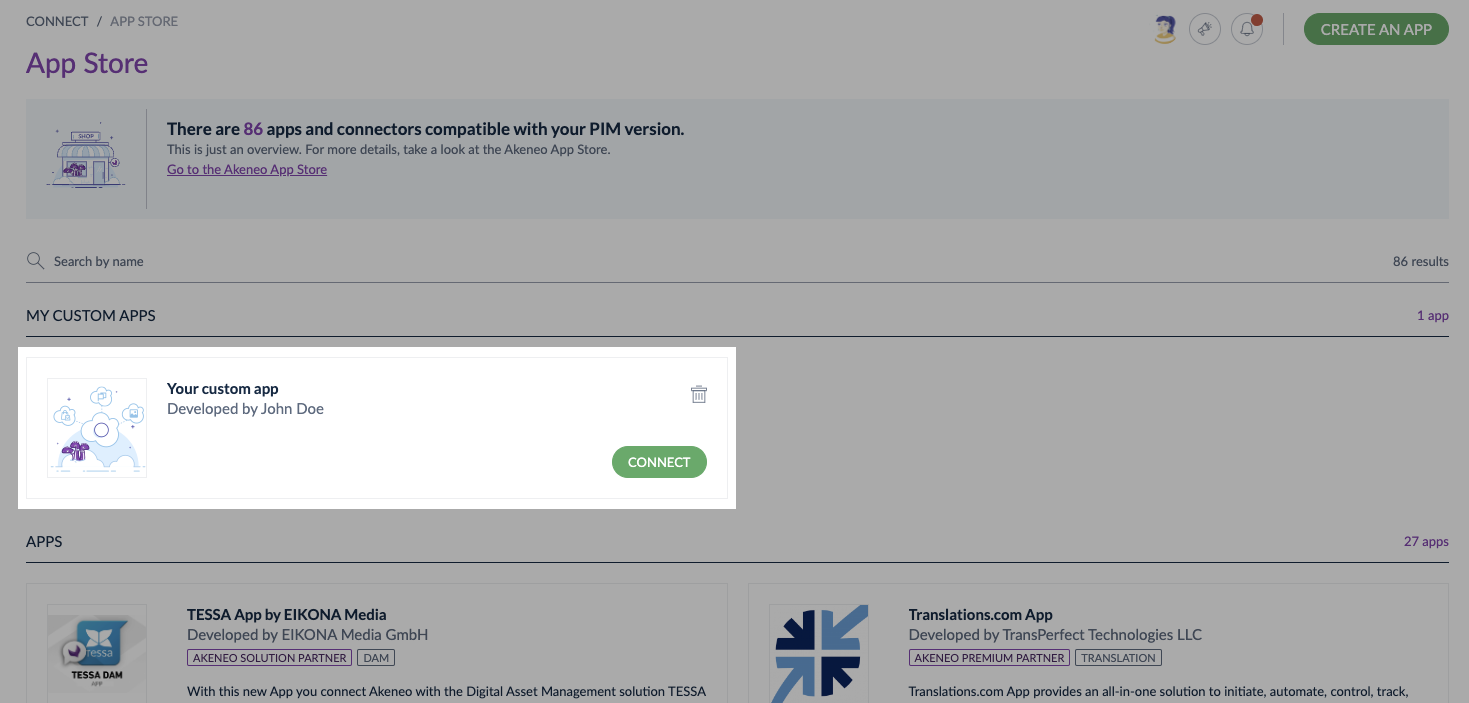 CONNECT / APP STORE
CREATE AN APP
App Store
SHOP
There are 86 apps and connectors compatible with your PIM version.
This is just an overview. For more details, take a look at the Akeneo App Store.
Go to the Akeneo App Store
Search by name
86 results
MY CUSTOM APPS
1 app
Your custom app
Developed by John Doe
CONNECT
APPS
27 apps
TESSA App by EIKONA Media
Developed by EIKONA Media GmbH
AKENEO SOLUTION PARTNER DAM
tessa
TESSA DAM
APP
With this new App you connect Akeneo with the Digital Asset Management solution TESSA
Translations.com App
Developed by TransPerfect Technologies LLC
AKENEO PREMIUM PARTNER TRANSLATION
Translations.com App provides an all-in-one solution to initiate, automate, control, track,